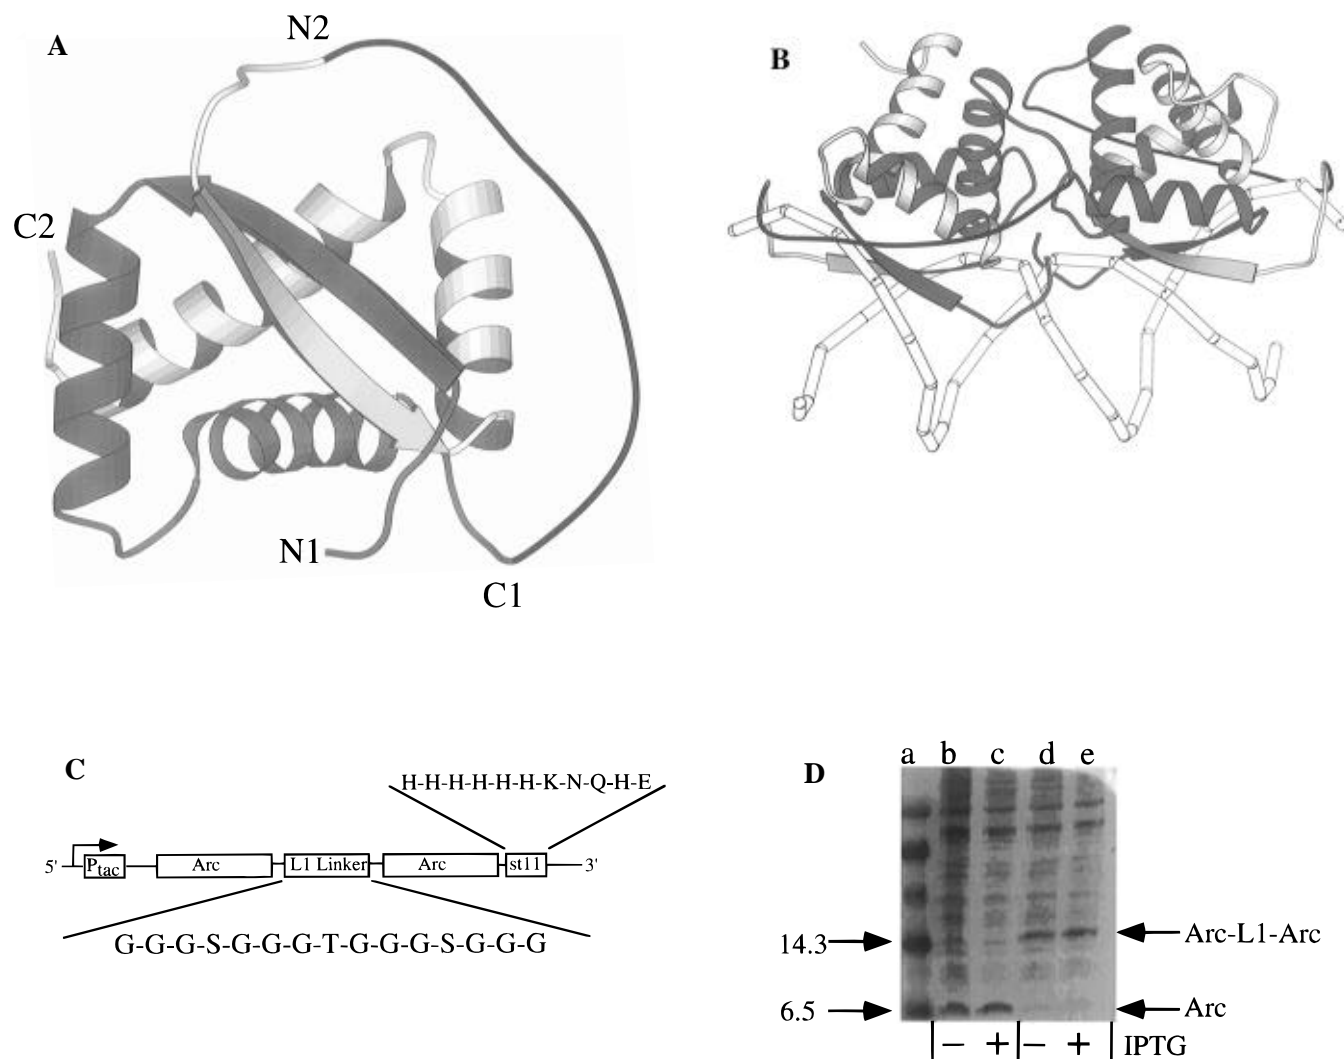 A
N2
C2
N1
C1
B
C
H-H-H-H-H-H-K-N-Q-H-E
5' Ptac Arc L1 Linker Arc st11 3'
G-G-G-S-G-G-G-T-G-G-G-S-G-G-G
D
a b c d e
14.3 Arc-L1-Arc
6.5 Arc
− + − + IPTG